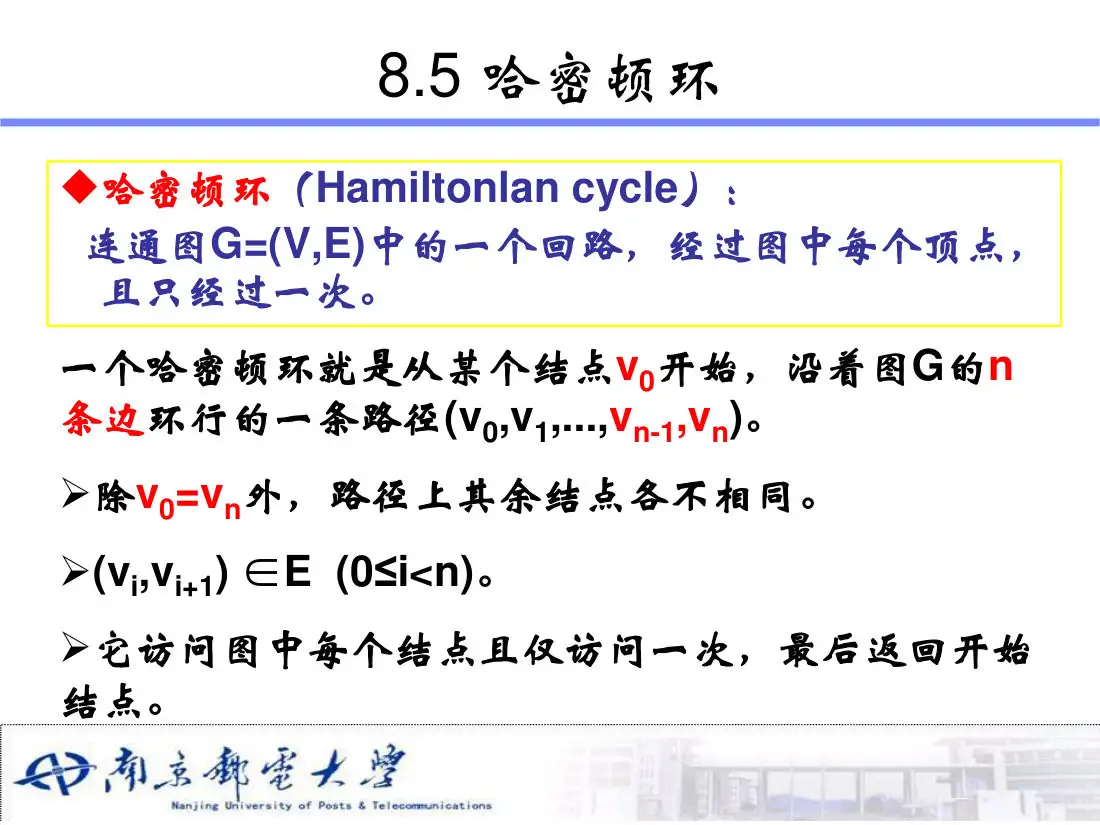 8.5 哈密顿环
◆哈密顿环（Hamiltonlan cycle）：
连通图G=(V,E)中的一个回路，经过图中每个顶点，
且只经过一次。
一个哈密顿环就是从某个结点v₀开始，沿着图G的n
条边环行的一条路径(v₀,v₁,...,vₙ₋₁,vₙ)。
➢除v₀=vₙ外，路径上其余结点各不相同。
➢(vᵢ,vᵢ₊₁) ∈E (0≤i<n)。
➢它访问图中每个结点且仅访问一次，最后返回开始
结点。
南京邮电大学
Nanjing University of Posts & Telecommunications